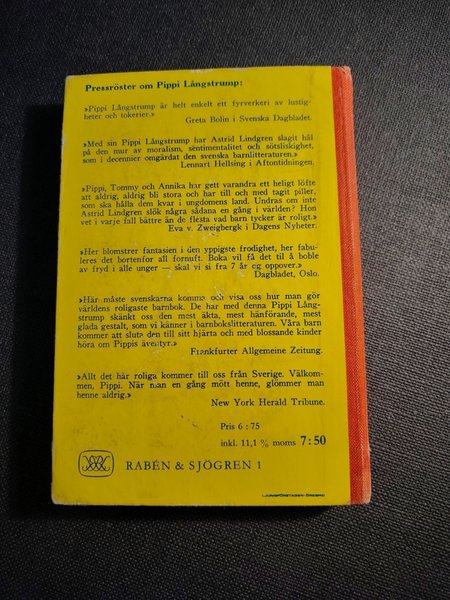 Pressröster om Pippi Långstrump:
»Pippi Långstrump är helt enkelt ett fyrverkeri av lustig-
heter och tokerier.»
Greta Bolin i Svenska Dagbladet.
»Med sin Pippi Långstrump har Astrid Lindgren slagit hål
på den mur av moralism, sentimentalitet och sötsliskighet,
som i decennier omgärdat den svenska barnlitteraturen.»
Lennart Hellsing i Aftontidningen.
»Pippi, Tommy och Annika har gett varandra ett heligt löfte
att aldrig, aldrig bli stora och har till och med tagit piller,
som ska hålla dem kvar i ungdomens land. Undras om inte
Astrid Lindgren slök några sådana en gång i världen? Hon
vet i varje fall bättre än de flesta vad barn tycker är roligt.»
Eva v. Zweigbergk i Dagens Nyheter.
»Her blomstrer fantasien i den yppigste frodighet, her fabu-
leres det bortenfor all fornuft. Boka vil få det til å boble
av fryd i alle unger — skal vi si fra 7 år og oppover.»
Dagbladet, Oslo.
»Här måste svenskarna komma och visa oss hur man gör
världens roligaste barnbok. De har med denna Pippi Lång-
strump skänkt oss den mest äkta, mest hänförande, mest
glada gestalt, som vi känner i barnbokslitteraturen. Våra barn
kommer att sluta den till sitt hjärta och med blossande kinder
höra om Pippis äventyr.»
Frankfurter Allgemeine Zeitung.
»Allt det här roliga kommer till oss från Sverige. Välkom-
men, Pippi. När man en gång mött henne, glömmer man
henne aldrig.»
New York Herald Tribune.
Pris 6:75
inkl. 11,1 % moms 7:50
RABÉN & SJÖGREN 1
LJUNGFÖRETAGEN·ÖREBRO